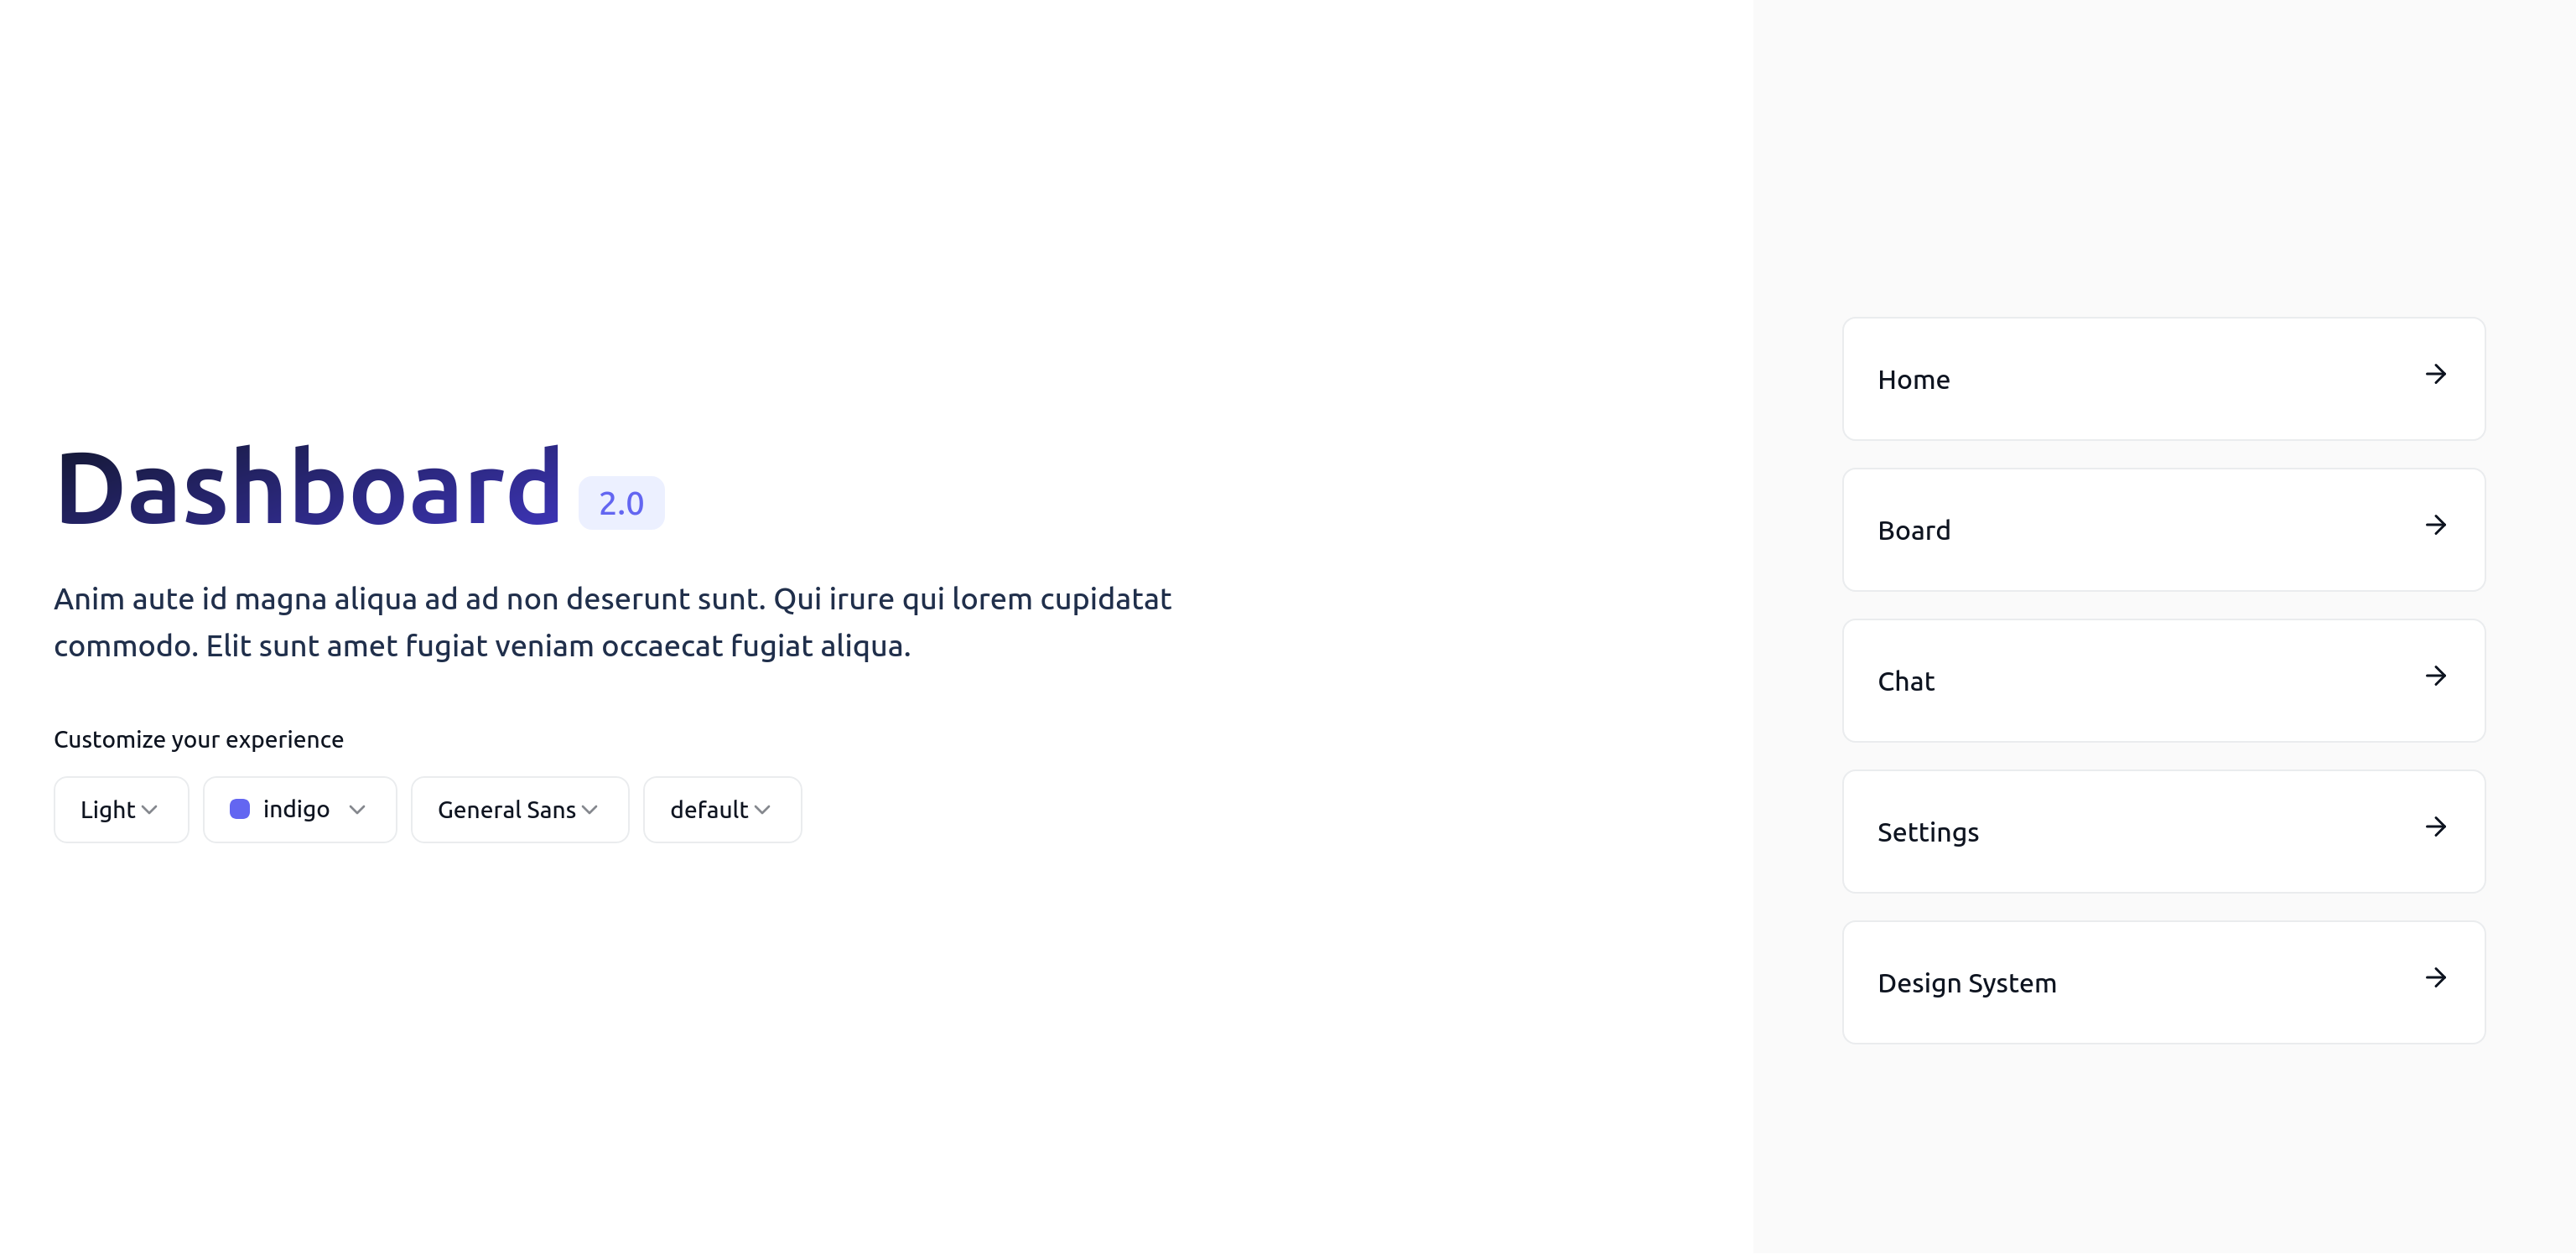 Dashboard 2.0
Anim aute id magna aliqua ad ad non deserunt sunt. Qui irure qui lorem cupidatat
commodo. Elit sunt amet fugiat veniam occaecat fugiat aliqua.
Customize your experience
Light indigo General Sans default
Home
Board
Chat
Settings
Design System